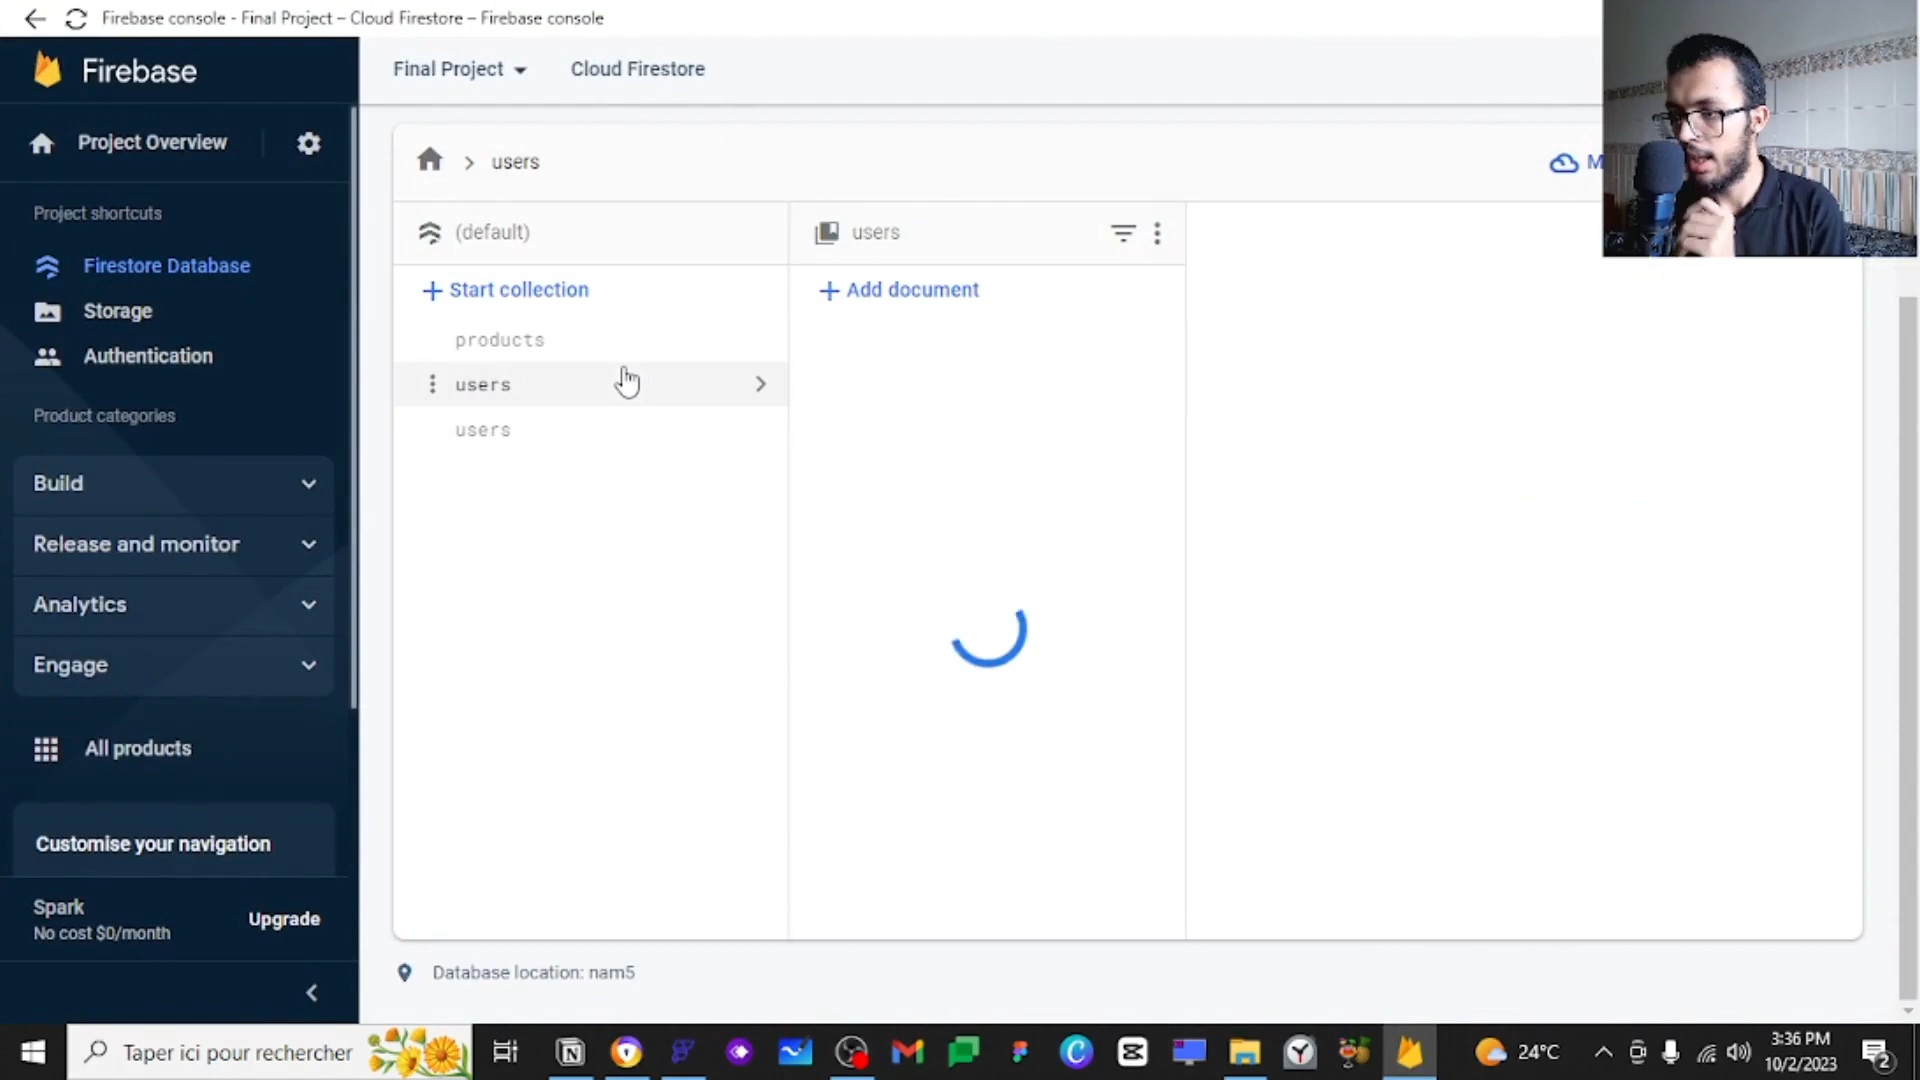 Firebase console - Final Project – Cloud Firestore – Firebase console
Firebase
Final Project
Cloud Firestore
Project Overview
Project shortcuts
Firestore Database
Storage
Authentication
Product categories
Build
Release and monitor
Analytics
Engage
All products
Customise your navigation
Spark
No cost $0/month
Upgrade
users
M
(default)
users
Start collection
Add document
products
users
users
Database location: nam5
Taper ici pour rechercher
24°C
3:36 PM
10/2/2023
2